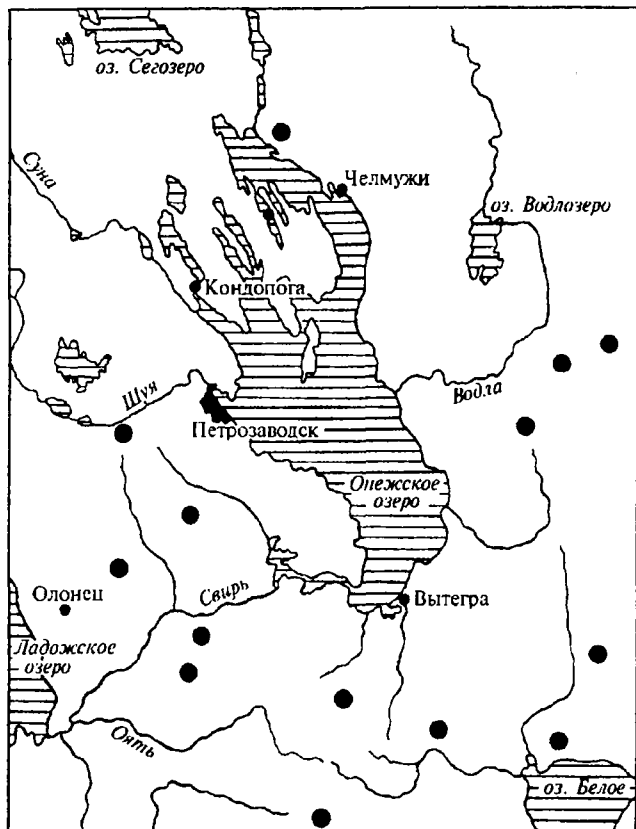 оз. Сегозеро
Суна
Челмужи
оз. Водлозеро
Кондопога
Шуя
Водла
Петрозаводск
Онежское
озеро
Олонец
Свирь
Вытегра
Ладожское
озеро
Оять
оз. Белое